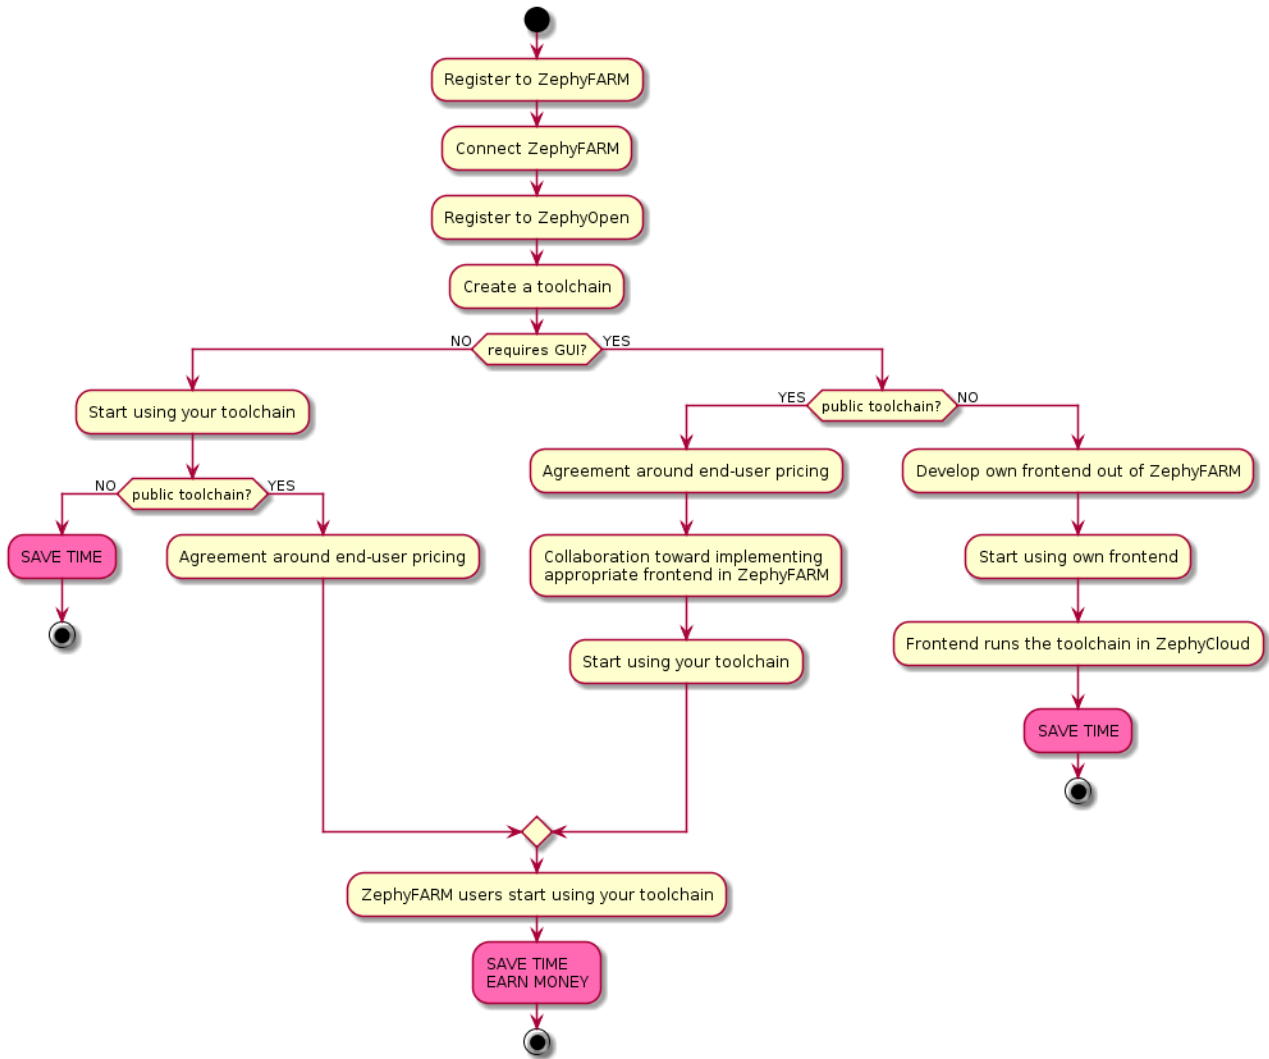 Register to ZephyFARM
Connect ZephyFARM
Register to ZephyOpen
Create a toolchain
NO
requires GUI?
YES
Start using your toolchain
NO
public toolchain?
YES
SAVE TIME
Agreement around end-user pricing
YES
public toolchain?
NO
Agreement around end-user pricing
Collaboration toward implementing
appropriate frontend in ZephyFARM
Start using your toolchain
Develop own frontend out of ZephyFARM
Start using own frontend
Frontend runs the toolchain in ZephyCloud
SAVE TIME
ZephyFARM users start using your toolchain
SAVE TIME
EARN MONEY